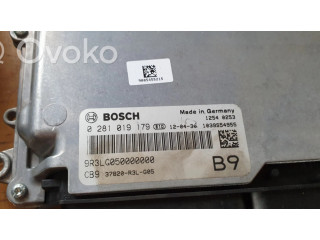 Ovoko
BOSCH
Made in Germany
0 281 019 179
1254 0253
12-04-36 1039S54955
BR3LG050000000
CB9 37820-R3L-G05
B9